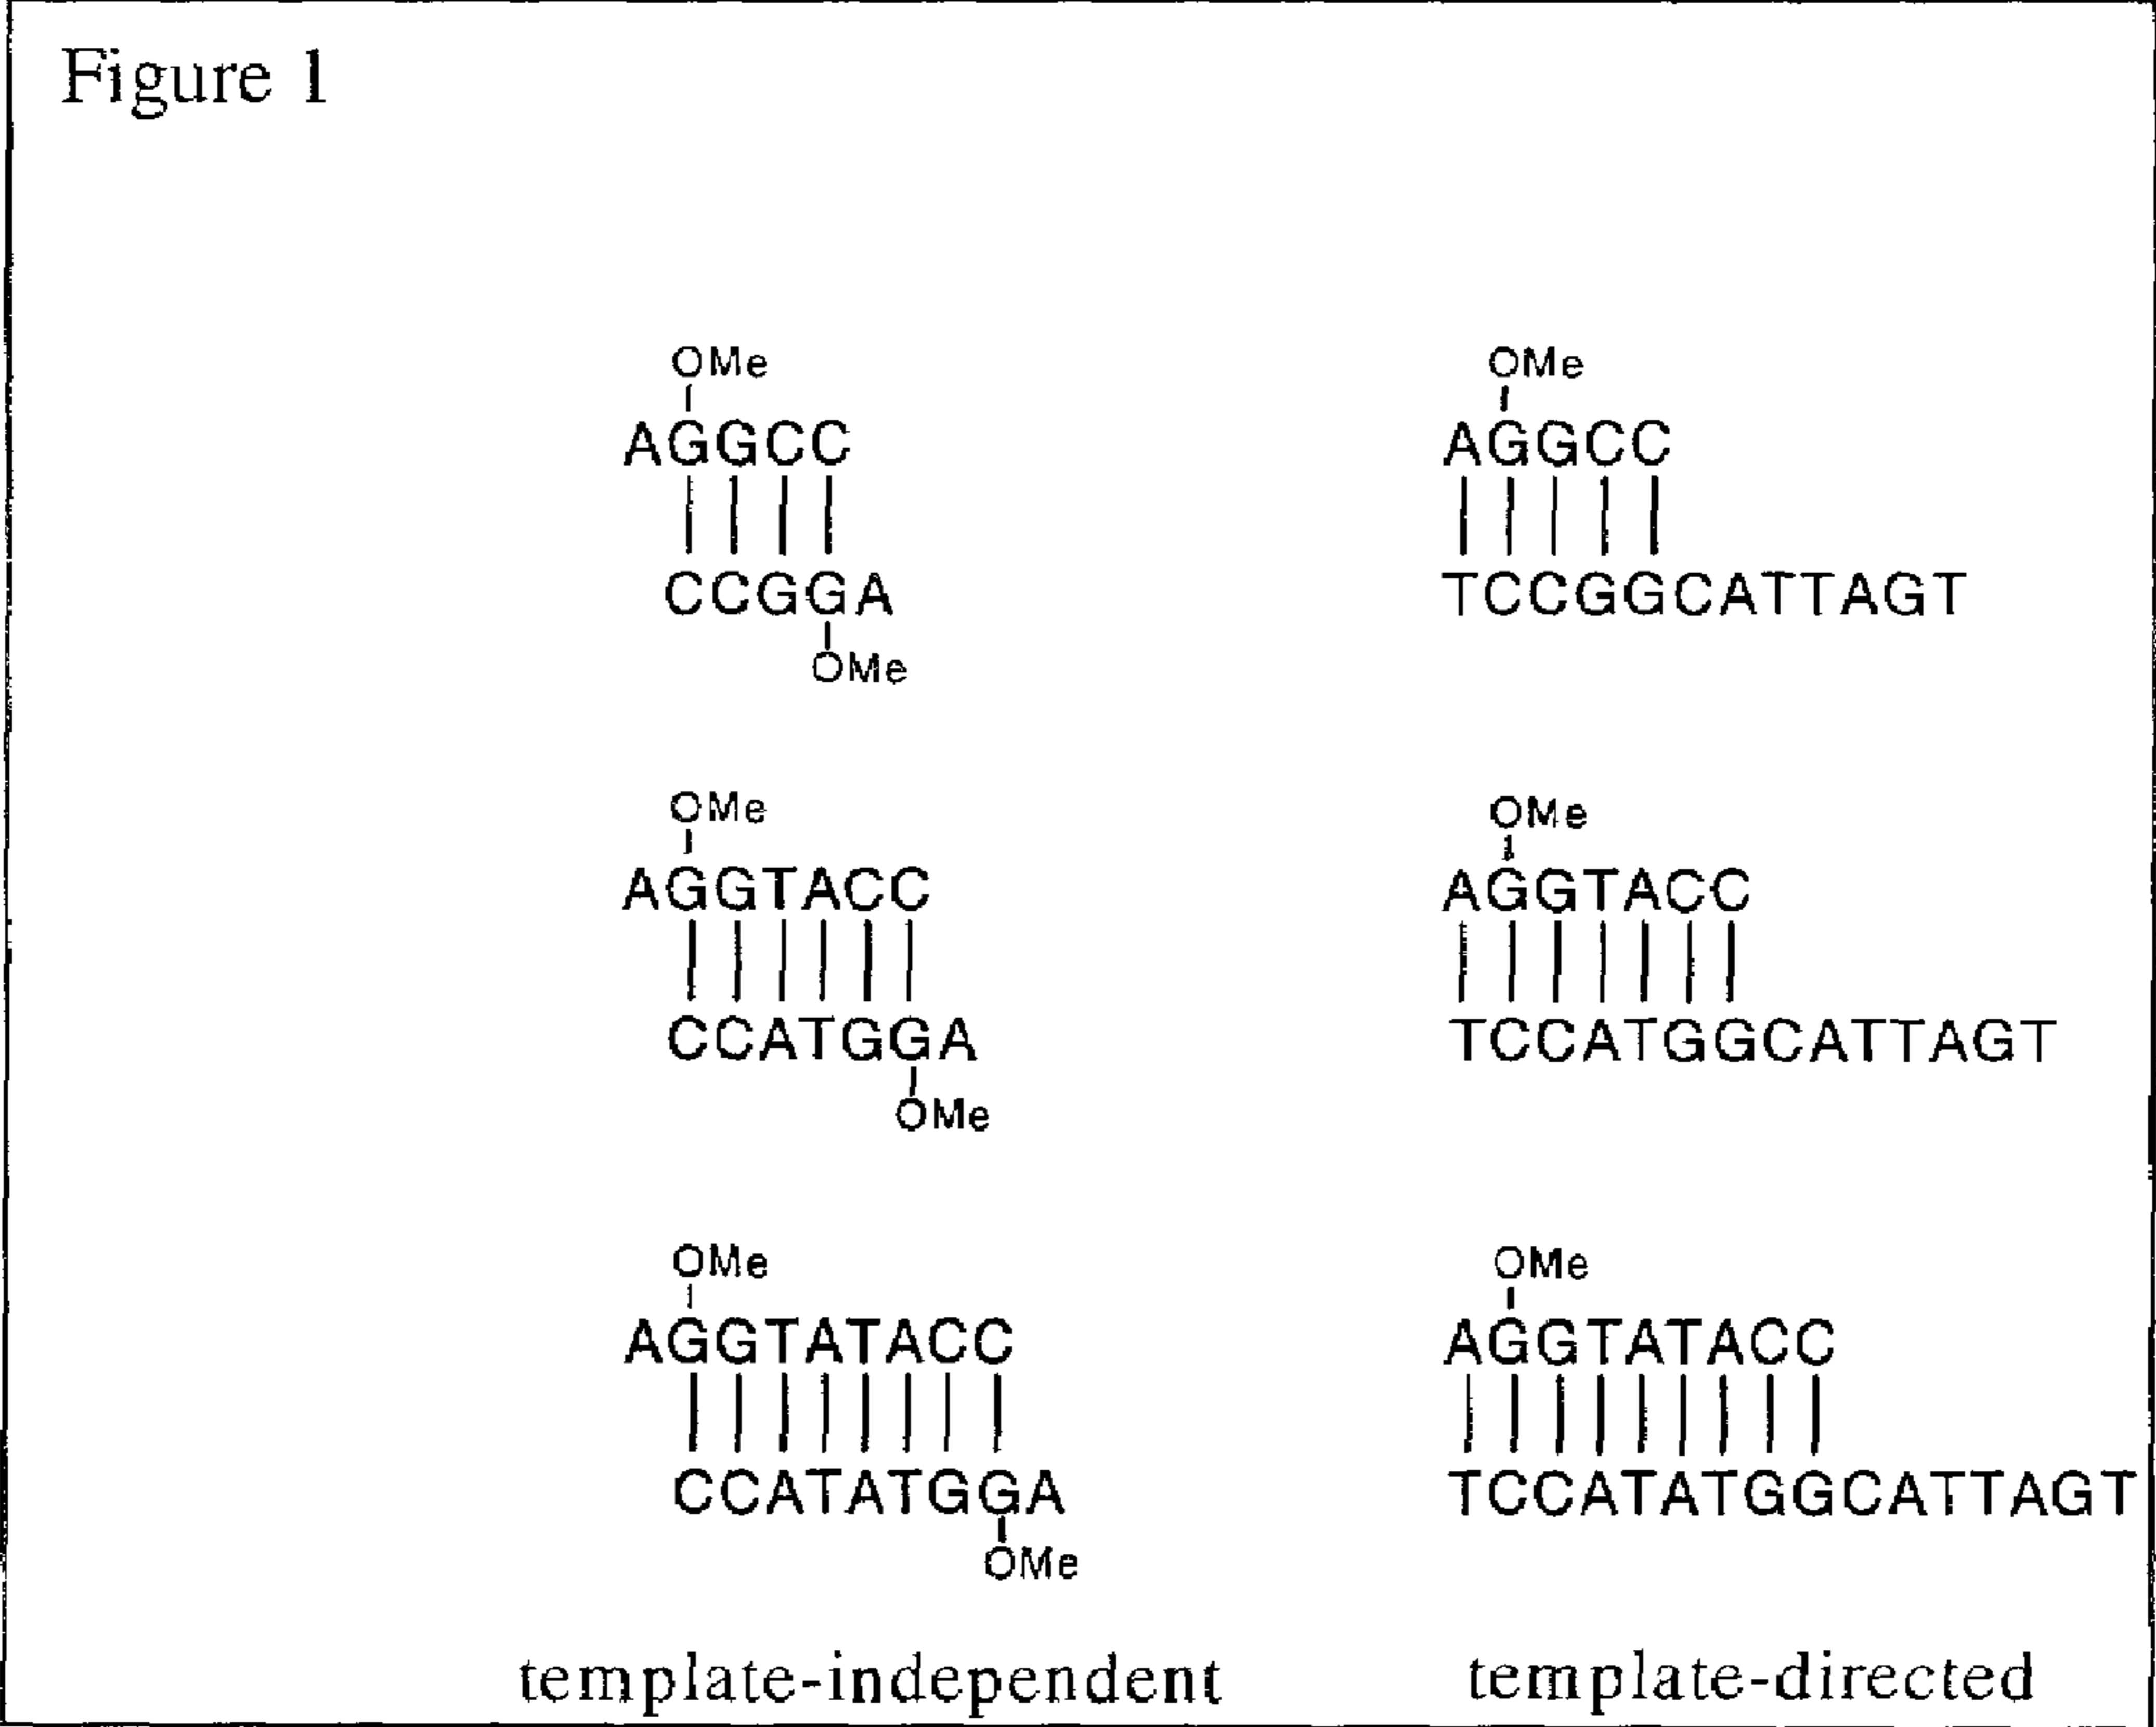 Figure 1
OMe OMe
AGGCC AGGCC
CCGGA TCCGGCATTAGT
OMe
OMe OMe
AGGTACC AGGTACC
CCATGGA TCCATGGCATTAGT
OMe
OMe OMe
AGGTATACC AGGTATACC
CCATATGGA TCCATATGGCATTAGT
OMe
template-independent template-directed